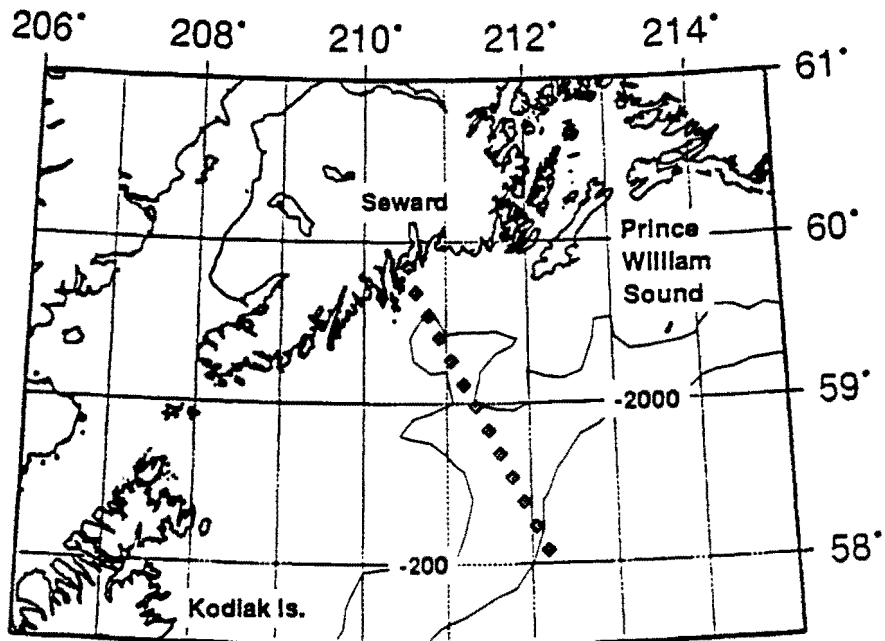 206° 208° 210° 212° 214°
61°
Seward
60°
Prince
William
Sound
59°
-2000
58°
-200
Kodiak Is.